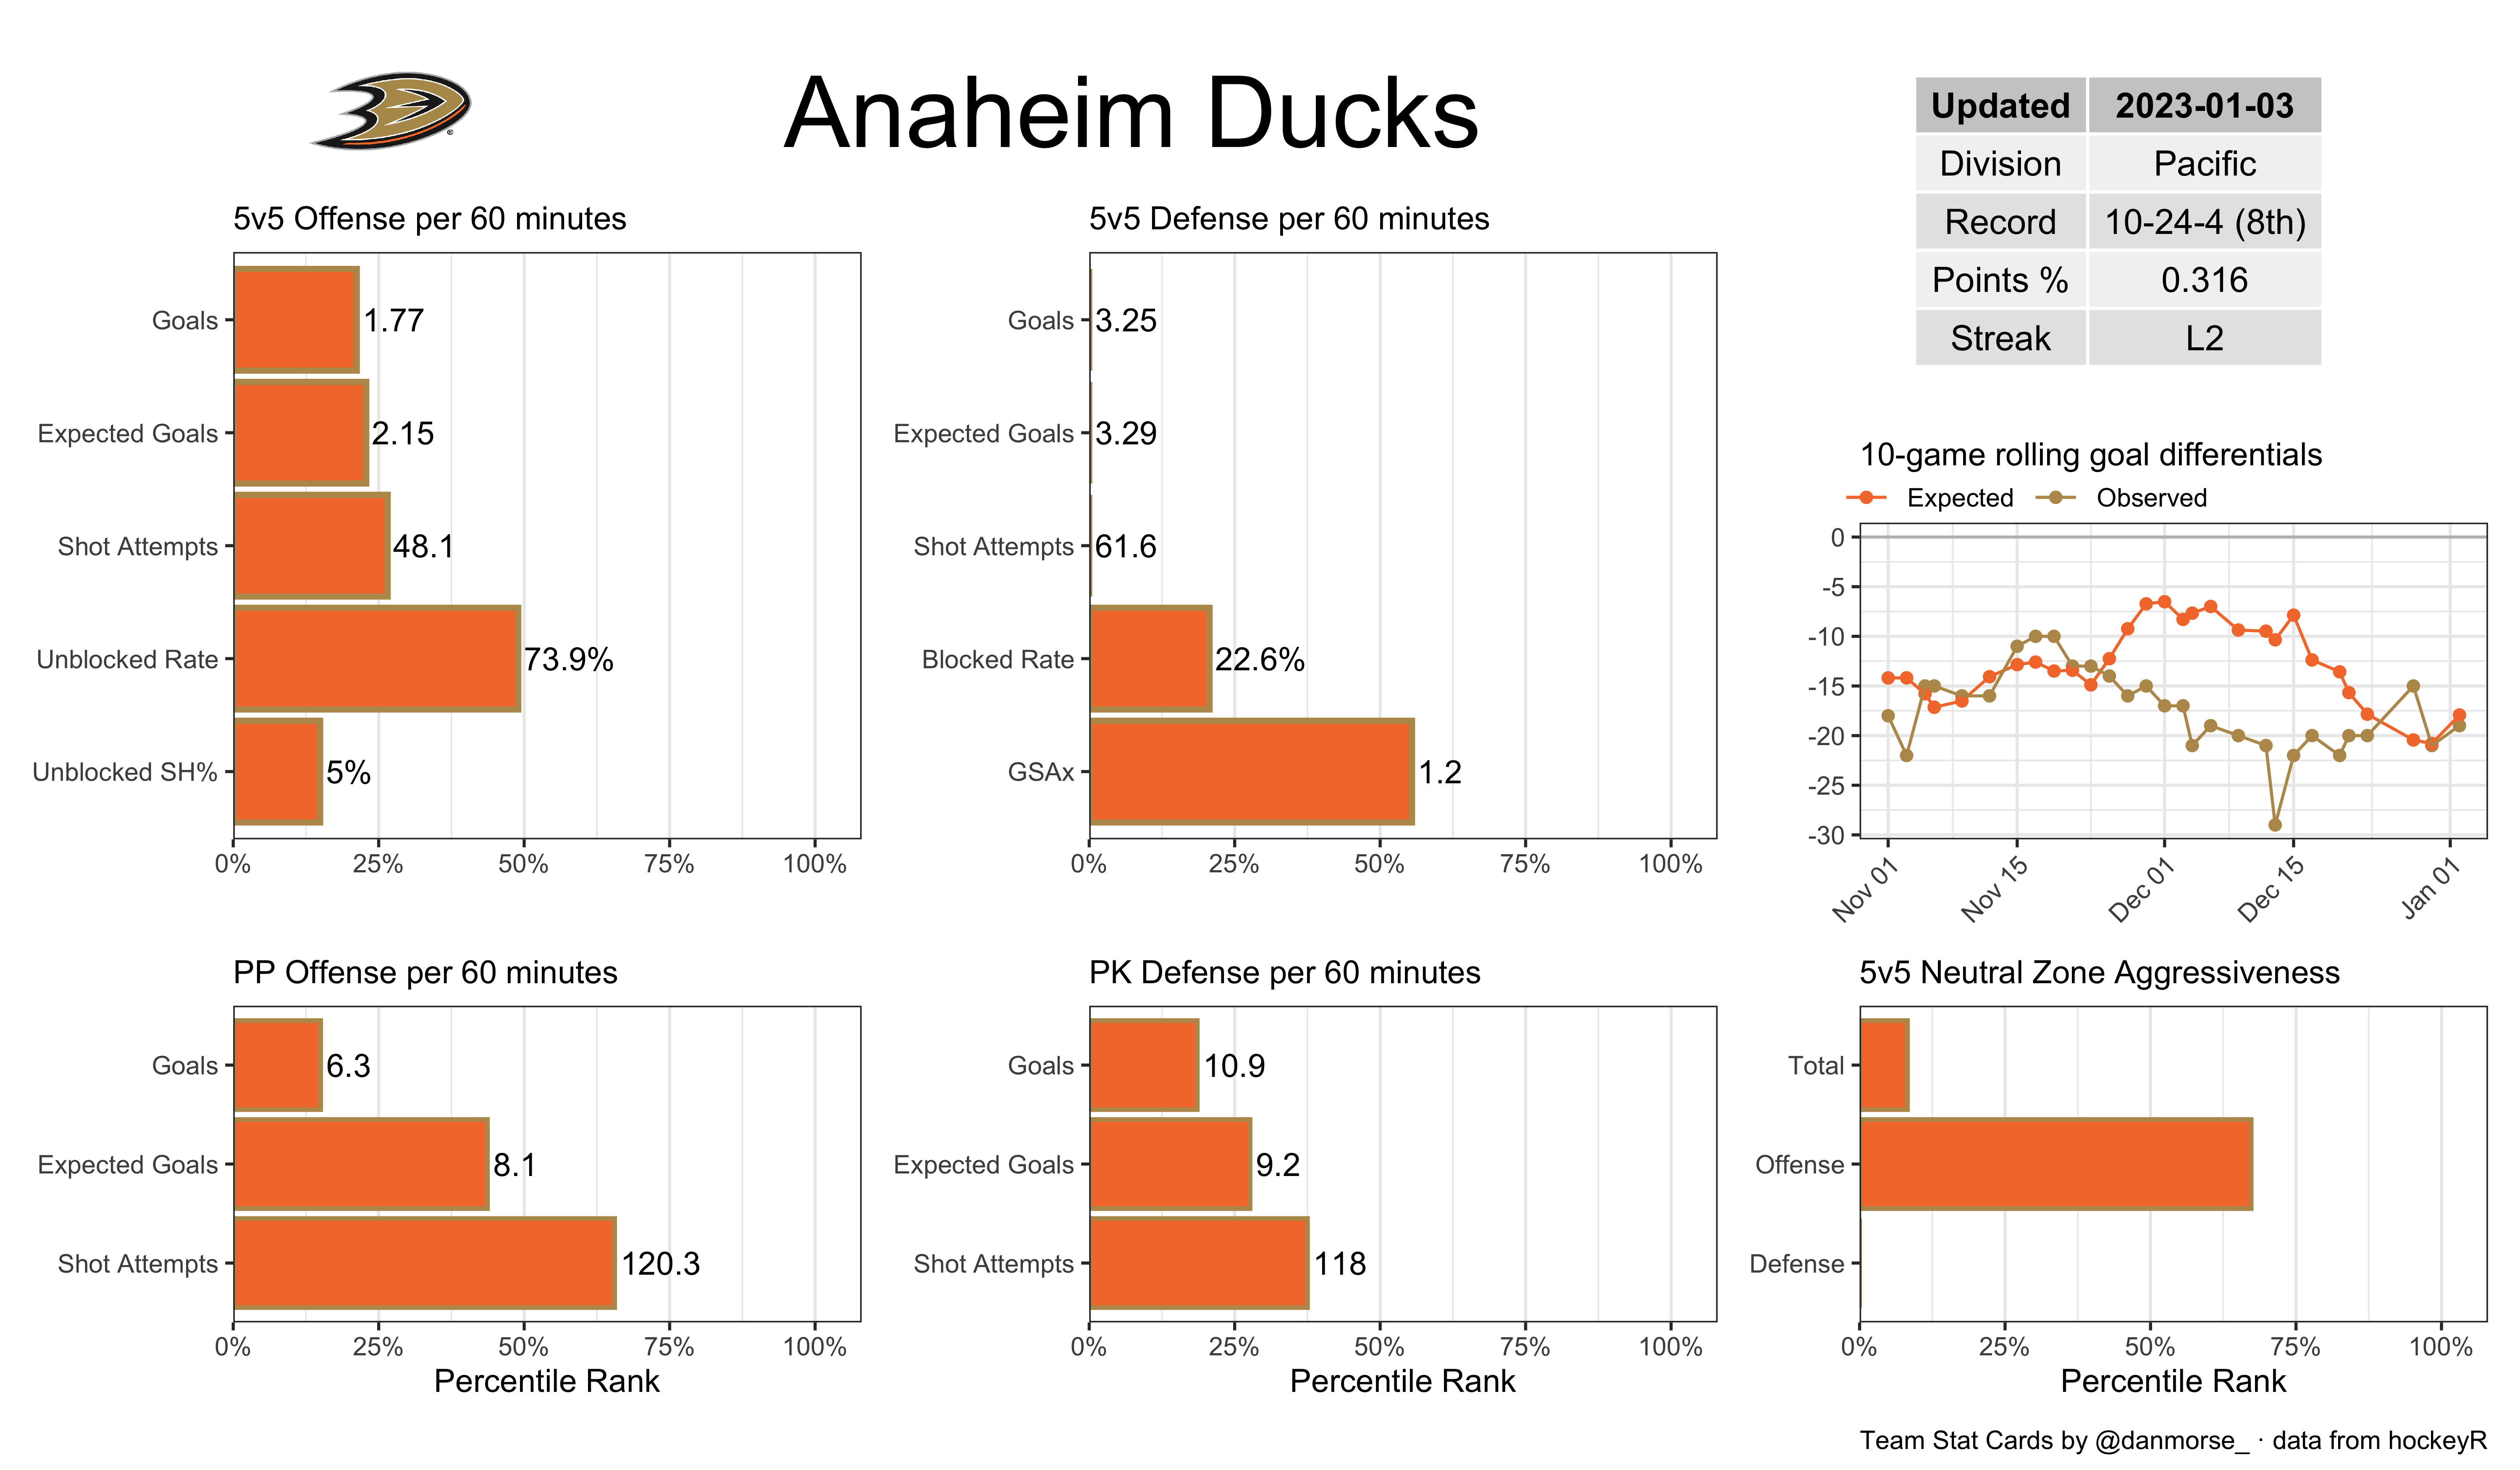 Anaheim Ducks
Updated 2023-01-03
Division Pacific
Record 10-24-4 (8th)
Points % 0.316
Streak L2
5v5 Offense per 60 minutes
Goals 1.77
Expected Goals 2.15
Shot Attempts 48.1
Unblocked Rate 73.9%
Unblocked SH% 5%
0% 25% 50% 75% 100%
5v5 Defense per 60 minutes
Goals 3.25
Expected Goals 3.29
Shot Attempts 61.6
Blocked Rate 22.6%
GSAx 1.2
0% 25% 50% 75% 100%
10-game rolling goal differentials
Expected Observed
0
-5
-10
-15
-20
-25
-30
Nov 01 Nov 15 Dec 01 Dec 15 Jan 01
PP Offense per 60 minutes
Goals 6.3
Expected Goals 8.1
Shot Attempts 120.3
0% 25% 50% 75% 100%
Percentile Rank
PK Defense per 60 minutes
Goals 10.9
Expected Goals 9.2
Shot Attempts 118
0% 25% 50% 75% 100%
Percentile Rank
5v5 Neutral Zone Aggressiveness
Total
Offense
Defense
0% 25% 50% 75% 100%
Percentile Rank
Team Stat Cards by @danmorse_ · data from hockeyR